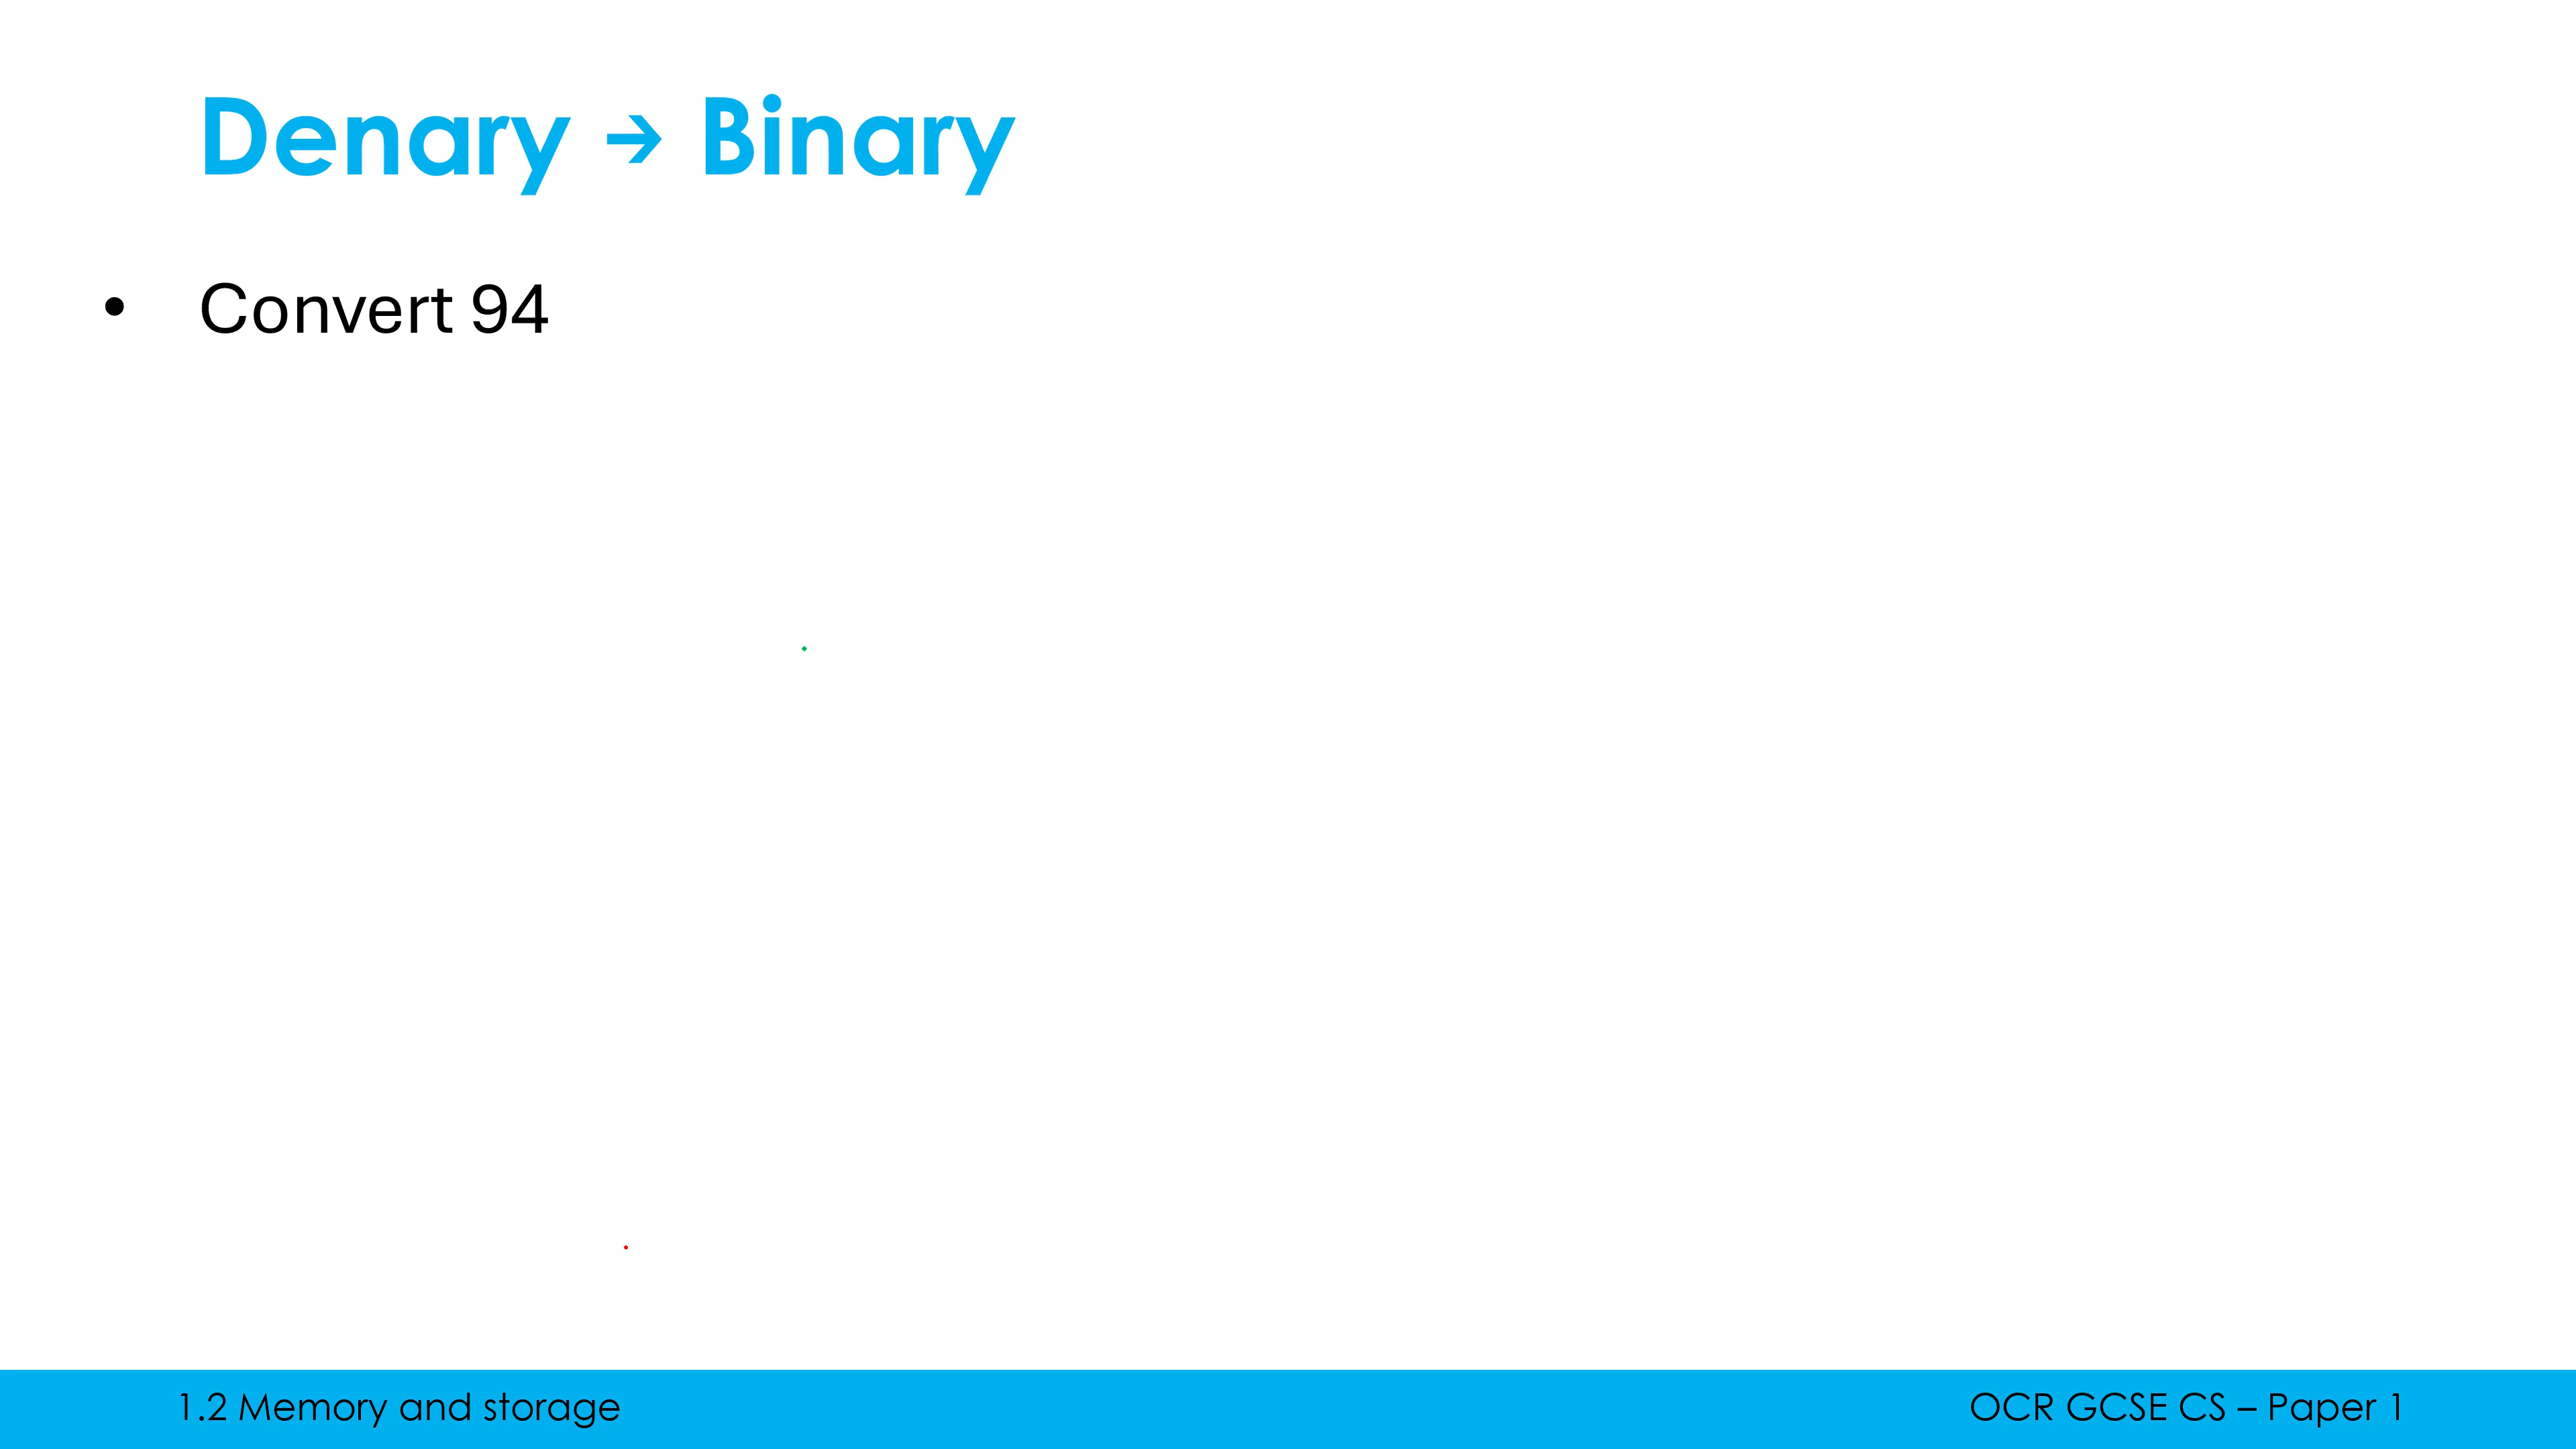 Denary → Binary
• Convert 94
1.2 Memory and storage
OCR GCSE CS – Paper 1